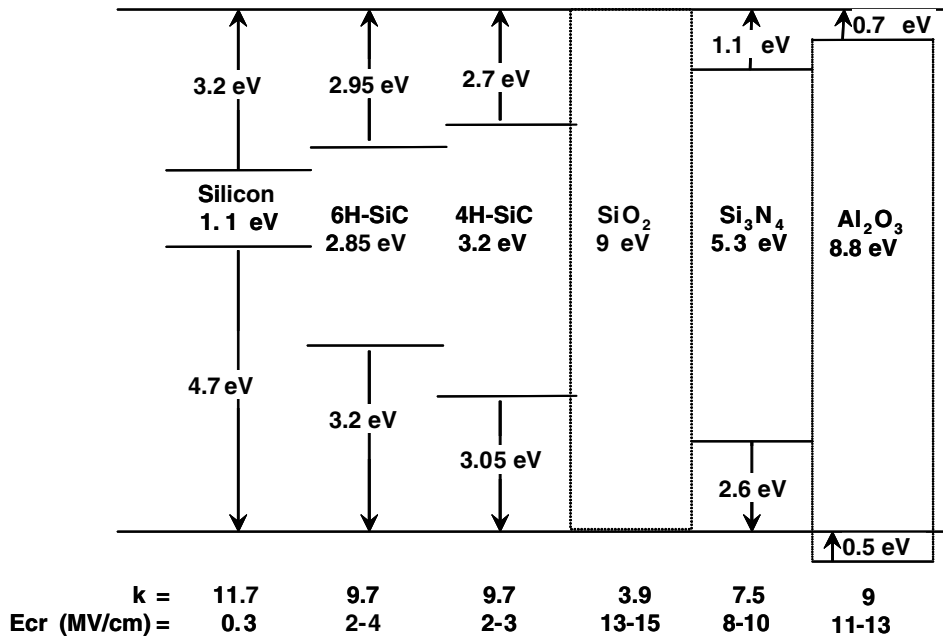 0.7 eV
3.2 eV 2.95 eV 2.7 eV 1.1 eV
Silicon
1.1 eV
6H-SiC 4H-SiC SiO₂ Si₃N₄ Al₂O₃
2.85 eV 3.2 eV 9 eV 5.3 eV 8.8 eV
4.7 eV 3.2 eV 3.05 eV 2.6 eV
0.5 eV
k = 11.7 9.7 9.7 3.9 7.5 9
Ecr (MV/cm) = 0.3 2-4 2-3 13-15 8-10 11-13